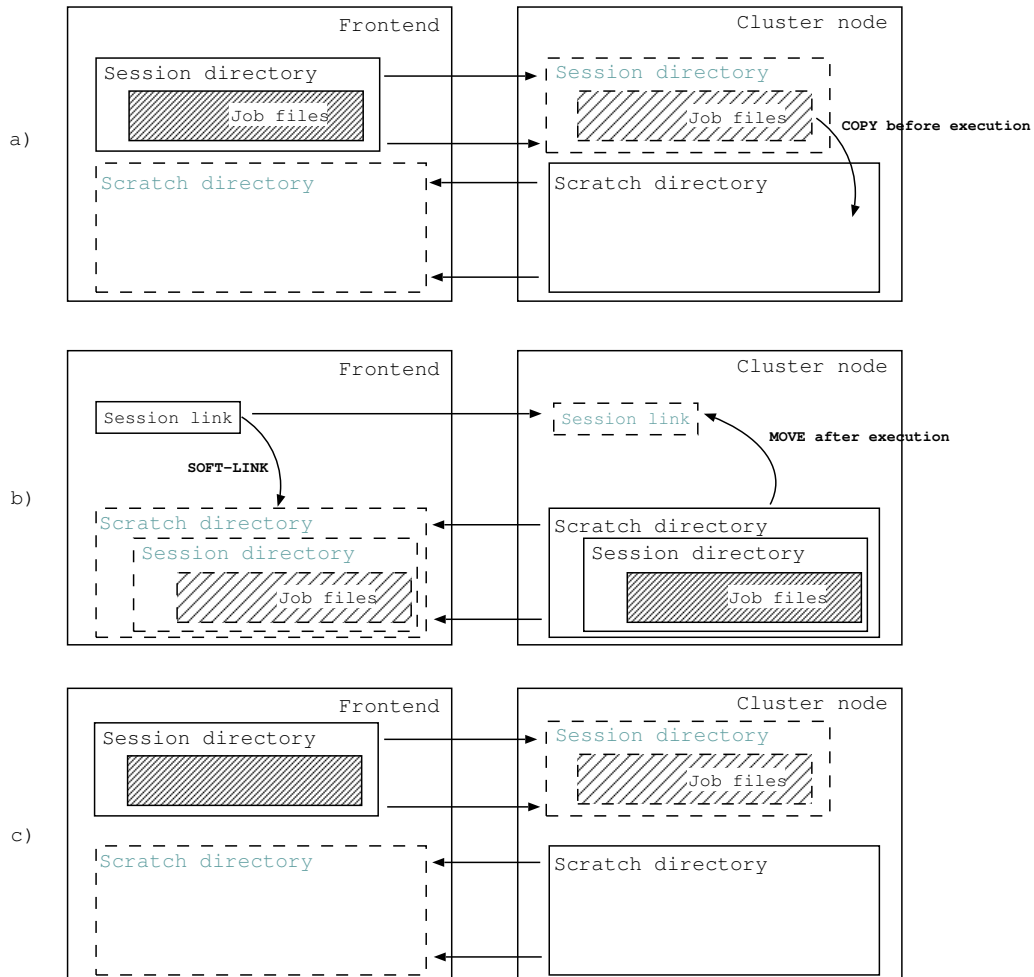 Frontend
Cluster node
Session directory
Job files
Scratch directory
Session directory
Job files
Scratch directory
COPY before execution
a)
Frontend
Cluster node
Session link
SOFT-LINK
Scratch directory
Session directory
Job files
Session link
MOVE after execution
Scratch directory
Session directory
Job files
b)
Frontend
Cluster node
Session directory
Scratch directory
Session directory
Job files
Scratch directory
c)